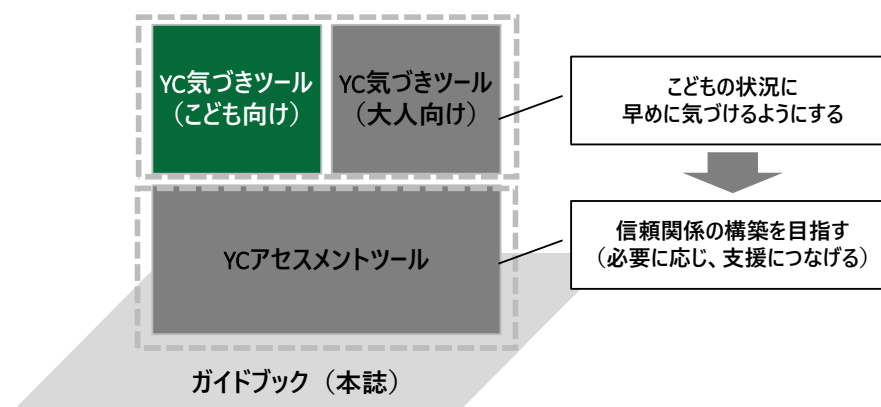 YC気づきツール
（こども向け）
YC気づきツール
（大人向け）
こどもの状況に
早めに気づけるようにする
YCアセスメントツール
信頼関係の構築を目指す
（必要に応じ、支援につなげる）
ガイドブック（本誌）